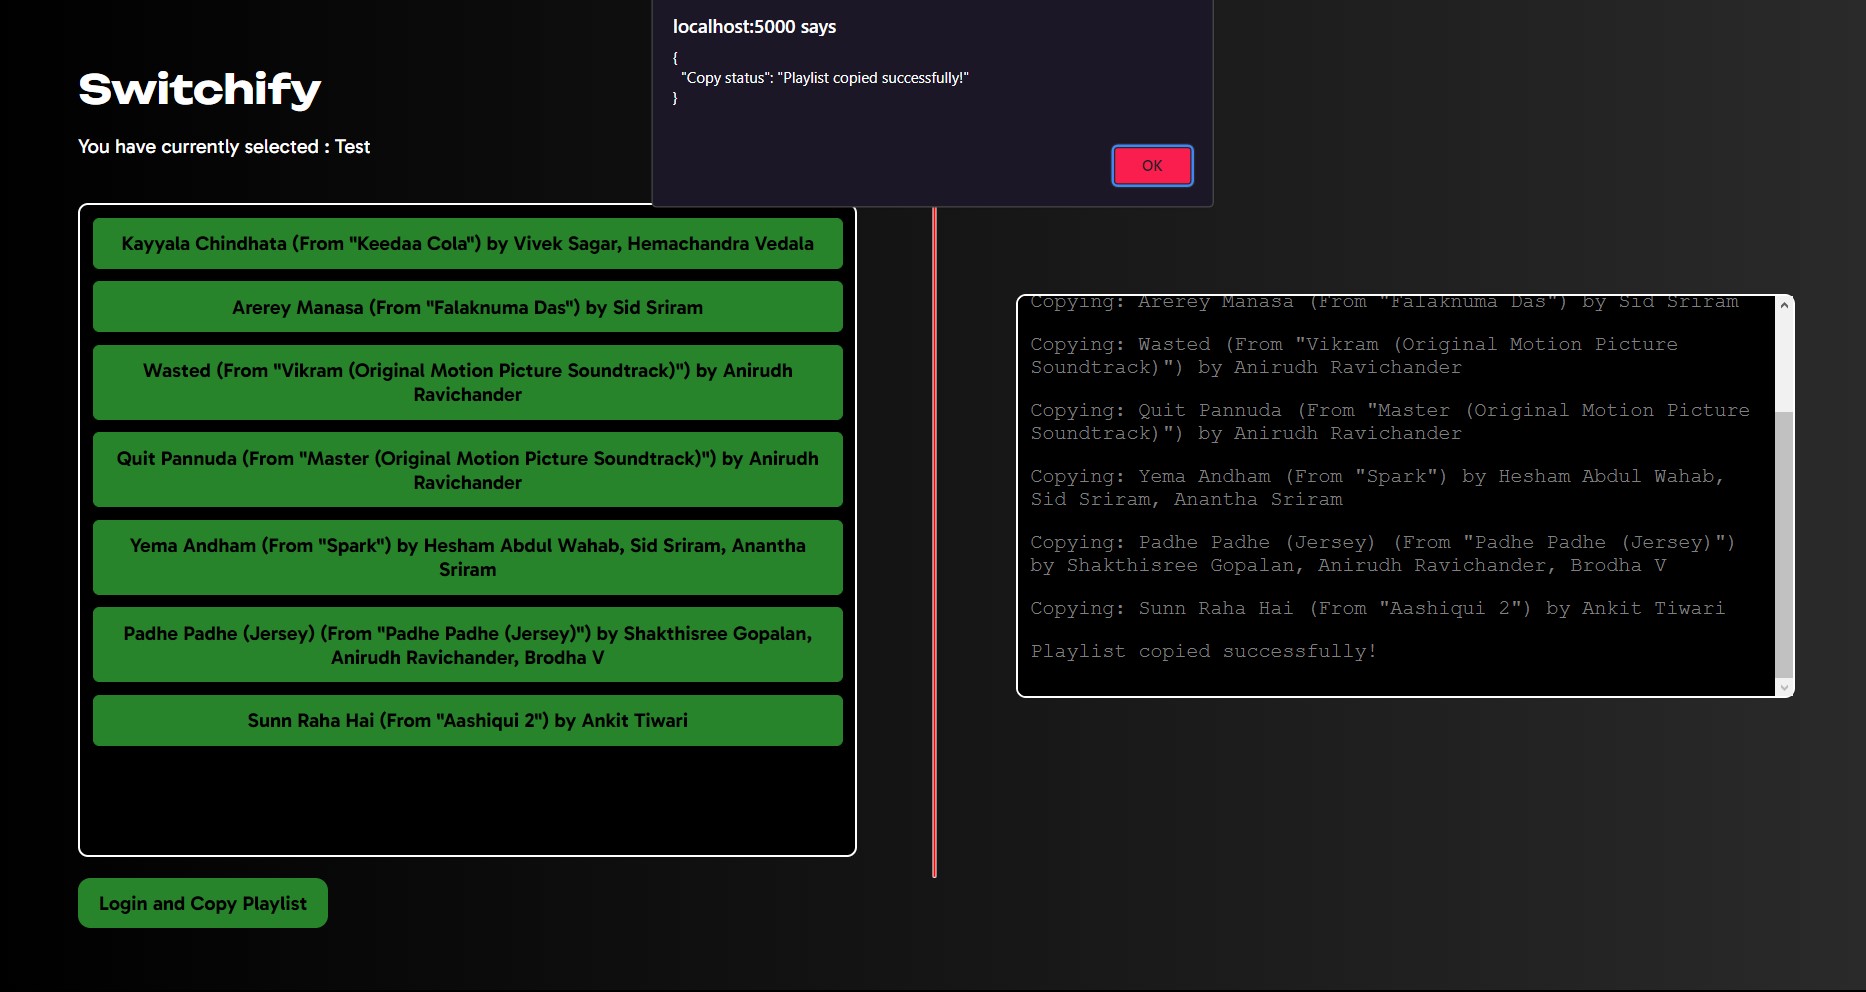 localhost:5000 says
{
"Copy status": "Playlist copied successfully!"
}
OK
Switchify
You have currently selected : Test
Kayyala Chindhata (From "Keedaa Cola") by Vivek Sagar, Hemachandra Vedala
Arerey Manasa (From "Falaknuma Das") by Sid Sriram
Wasted (From "Vikram (Original Motion Picture Soundtrack)") by Anirudh
Ravichander
Quit Pannuda (From "Master (Original Motion Picture Soundtrack)") by Anirudh
Ravichander
Yema Andham (From "Spark") by Hesham Abdul Wahab, Sid Sriram, Anantha
Sriram
Padhe Padhe (Jersey) (From "Padhe Padhe (Jersey)") by Shakthisree Gopalan,
Anirudh Ravichander, Brodha V
Sunn Raha Hai (From "Aashiqui 2") by Ankit Tiwari
Login and Copy Playlist
Copying: Arerey Manasa (From "Falaknuma Das") by Sid Sriram
Copying: Wasted (From "Vikram (Original Motion Picture
Soundtrack)") by Anirudh Ravichander
Copying: Quit Pannuda (From "Master (Original Motion Picture
Soundtrack)") by Anirudh Ravichander
Copying: Yema Andham (From "Spark") by Hesham Abdul Wahab,
Sid Sriram, Anantha Sriram
Copying: Padhe Padhe (Jersey) (From "Padhe Padhe (Jersey)")
by Shakthisree Gopalan, Anirudh Ravichander, Brodha V
Copying: Sunn Raha Hai (From "Aashiqui 2") by Ankit Tiwari
Playlist copied successfully!